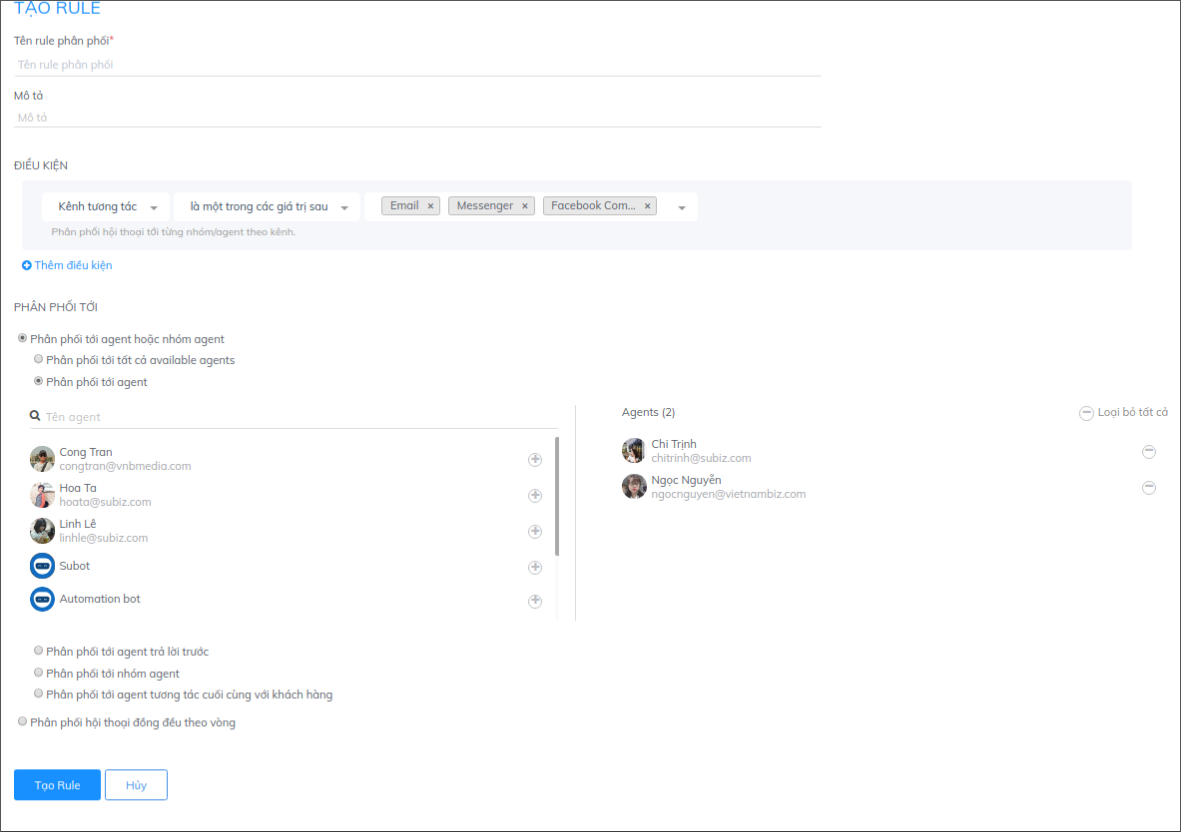 TẠO RULE
Tên rule phân phối*
Tên rule phân phối
Mô tả
Mô tả
ĐIỀU KIỆN
Kênh tương tác là một trong các giá trị sau Email × Messenger × Facebook Com... ×
Phân phối hội thoại tới từng nhóm/agent theo kênh.
Thêm điều kiện
PHÂN PHỐI TỚI
Phân phối tới agent hoặc nhóm agent
Phân phối tới tất cả available agents
Phân phối tới agent
Tên agent
Cong Tran
congtran@vnbmedia.com
Hoa Ta
hoata@subiz.com
Linh Lê
linhle@subiz.com
Subot
Automation bot
Agents (2) Loại bỏ tất cả
Chi Trịnh
chitrinh@subiz.com
Ngọc Nguyễn
ngocnguyen@vietnambiz.com
Phân phối tới agent trả lời trước
Phân phối tới nhóm agent
Phân phối tới agent tương tác cuối cùng với khách hàng
Phân phối hội thoại đồng đều theo vòng
Tạo Rule Hủy